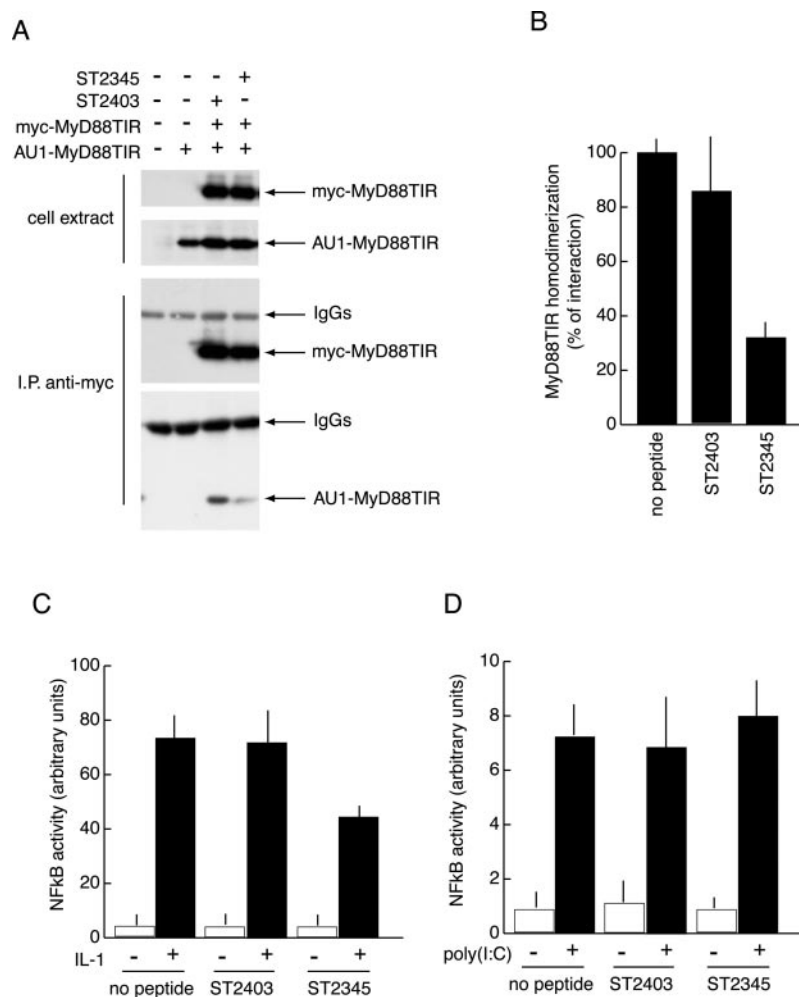 A
ST2345 - - - +
ST2403 - - + -
myc-MyD88TIR - - + +
AU1-MyD88TIR - + + +
cell extract
myc-MyD88TIR
AU1-MyD88TIR
I.P. anti-myc
IgGs
myc-MyD88TIR
IgGs
AU1-MyD88TIR
B
MyD88TIR homodimerization
(% of interaction)
100
80
60
40
20
0
no peptide
ST2403
ST2345
C
NFkB activity (arbitrary units)
100
80
60
40
20
0
IL-1 - + - + - +
no peptide ST2403 ST2345
D
NFkB activity (arbitrary units)
10
8
6
4
2
0
poly(I:C) - + - + - +
no peptide ST2403 ST2345